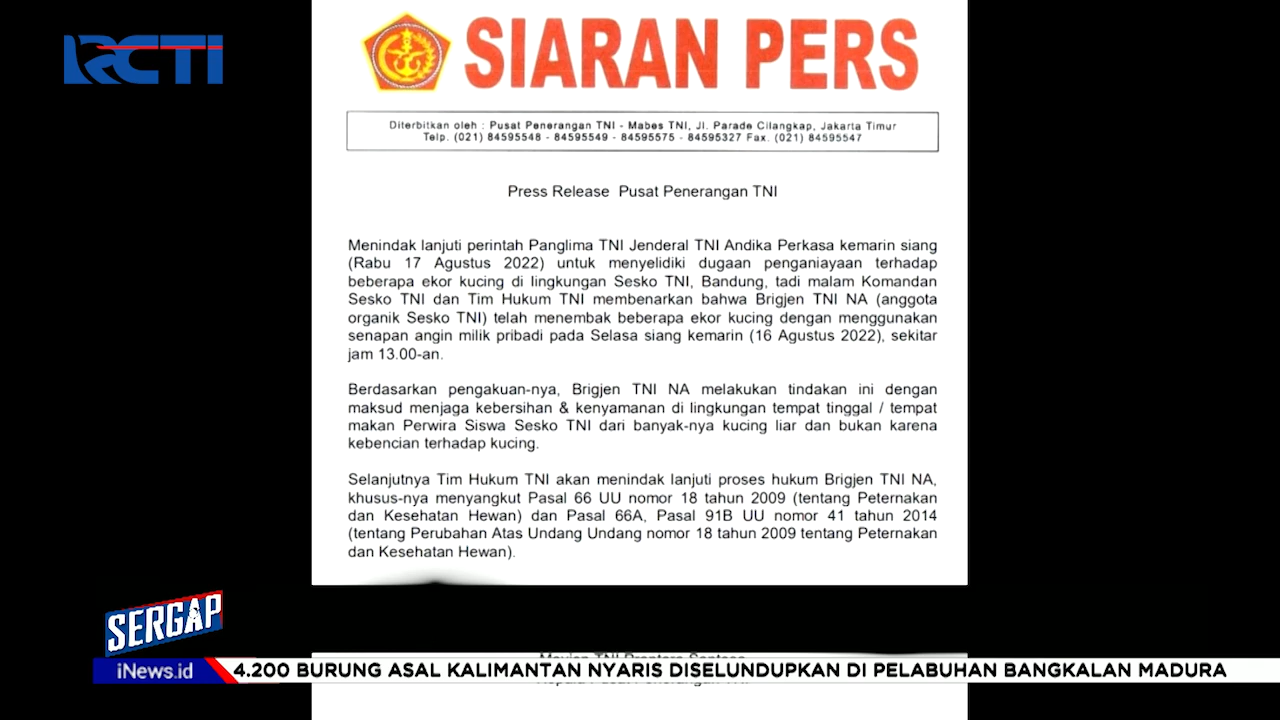 RCTI
SIARAN PERS
Diterbitkan oleh : Pusat Penerangan TNI - Mabes TNI, Jl. Parade Cilangkap, Jakarta Timur
Telp. (021) 84595548 - 84595549 - 84595575 - 84595327 Fax. (021) 84595547
Press Release Pusat Penerangan TNI
Menindak lanjuti perintah Panglima TNI Jenderal TNI Andika Perkasa kemarin siang
(Rabu 17 Agustus 2022) untuk menyelidiki dugaan penganiayaan terhadap
beberapa ekor kucing di lingkungan Sesko TNI, Bandung, tadi malam Komandan
Sesko TNI dan Tim Hukum TNI membenarkan bahwa Brigjen TNI NA (anggota
organik Sesko TNI) telah menembak beberapa ekor kucing dengan menggunakan
senapan angin milik pribadi pada Selasa siang kemarin (16 Agustus 2022), sekitar
jam 13.00-an.
Berdasarkan pengakuan-nya, Brigjen TNI NA melakukan tindakan ini dengan
maksud menjaga kebersihan & kenyamanan di lingkungan tempat tinggal / tempat
makan Perwira Siswa Sesko TNI dari banyak-nya kucing liar dan bukan karena
kebencian terhadap kucing.
Selanjutnya Tim Hukum TNI akan menindak lanjuti proses hukum Brigjen TNI NA,
khusus-nya menyangkut Pasal 66 UU nomor 18 tahun 2009 (tentang Peternakan
dan Kesehatan Hewan) dan Pasal 66A, Pasal 91B UU nomor 41 tahun 2014
(tentang Perubahan Atas Undang Undang nomor 18 tahun 2009 tentang Peternakan
dan Kesehatan Hewan).
SERGAP
iNews.id
4.200 BURUNG ASAL KALIMANTAN NYARIS DISELUNDUPKAN DI PELABUHAN BANGKALAN MADURA